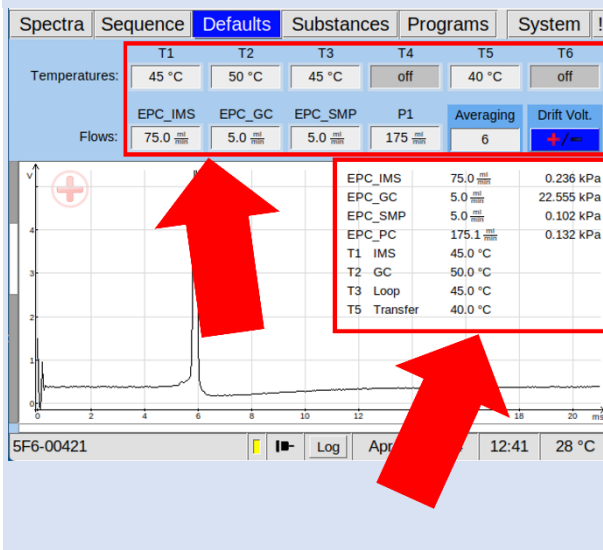 Spectra Sequence Defaults Substances Programs System !
T1 T2 T3 T4 T5 T6
Temperatures: 45 °C 50 °C 45 °C off 40 °C off
EPC_IMS EPC_GC EPC_SMP P1 Averaging Drift Volt.
Flows: 75.0 ml/min 5.0 ml/min 5.0 ml/min 175 ml/min 6 +/-
V
EPC_IMS 75.0 ml/min 0.236 kPa
EPC_GC 5.0 ml/min 22.555 kPa
EPC_SMP 5.0 ml/min 0.102 kPa
EPC_PC 175.1 ml/min 0.132 kPa
T1 IMS 45.0 °C
T2 GC 50.0 °C
T3 Loop 45.0 °C
T5 Transfer 40.0 °C
4
3
2
1
0
0 2 4 6 8 10 12 18 20 ms
5F6-00421 Log 12:41 28 °C